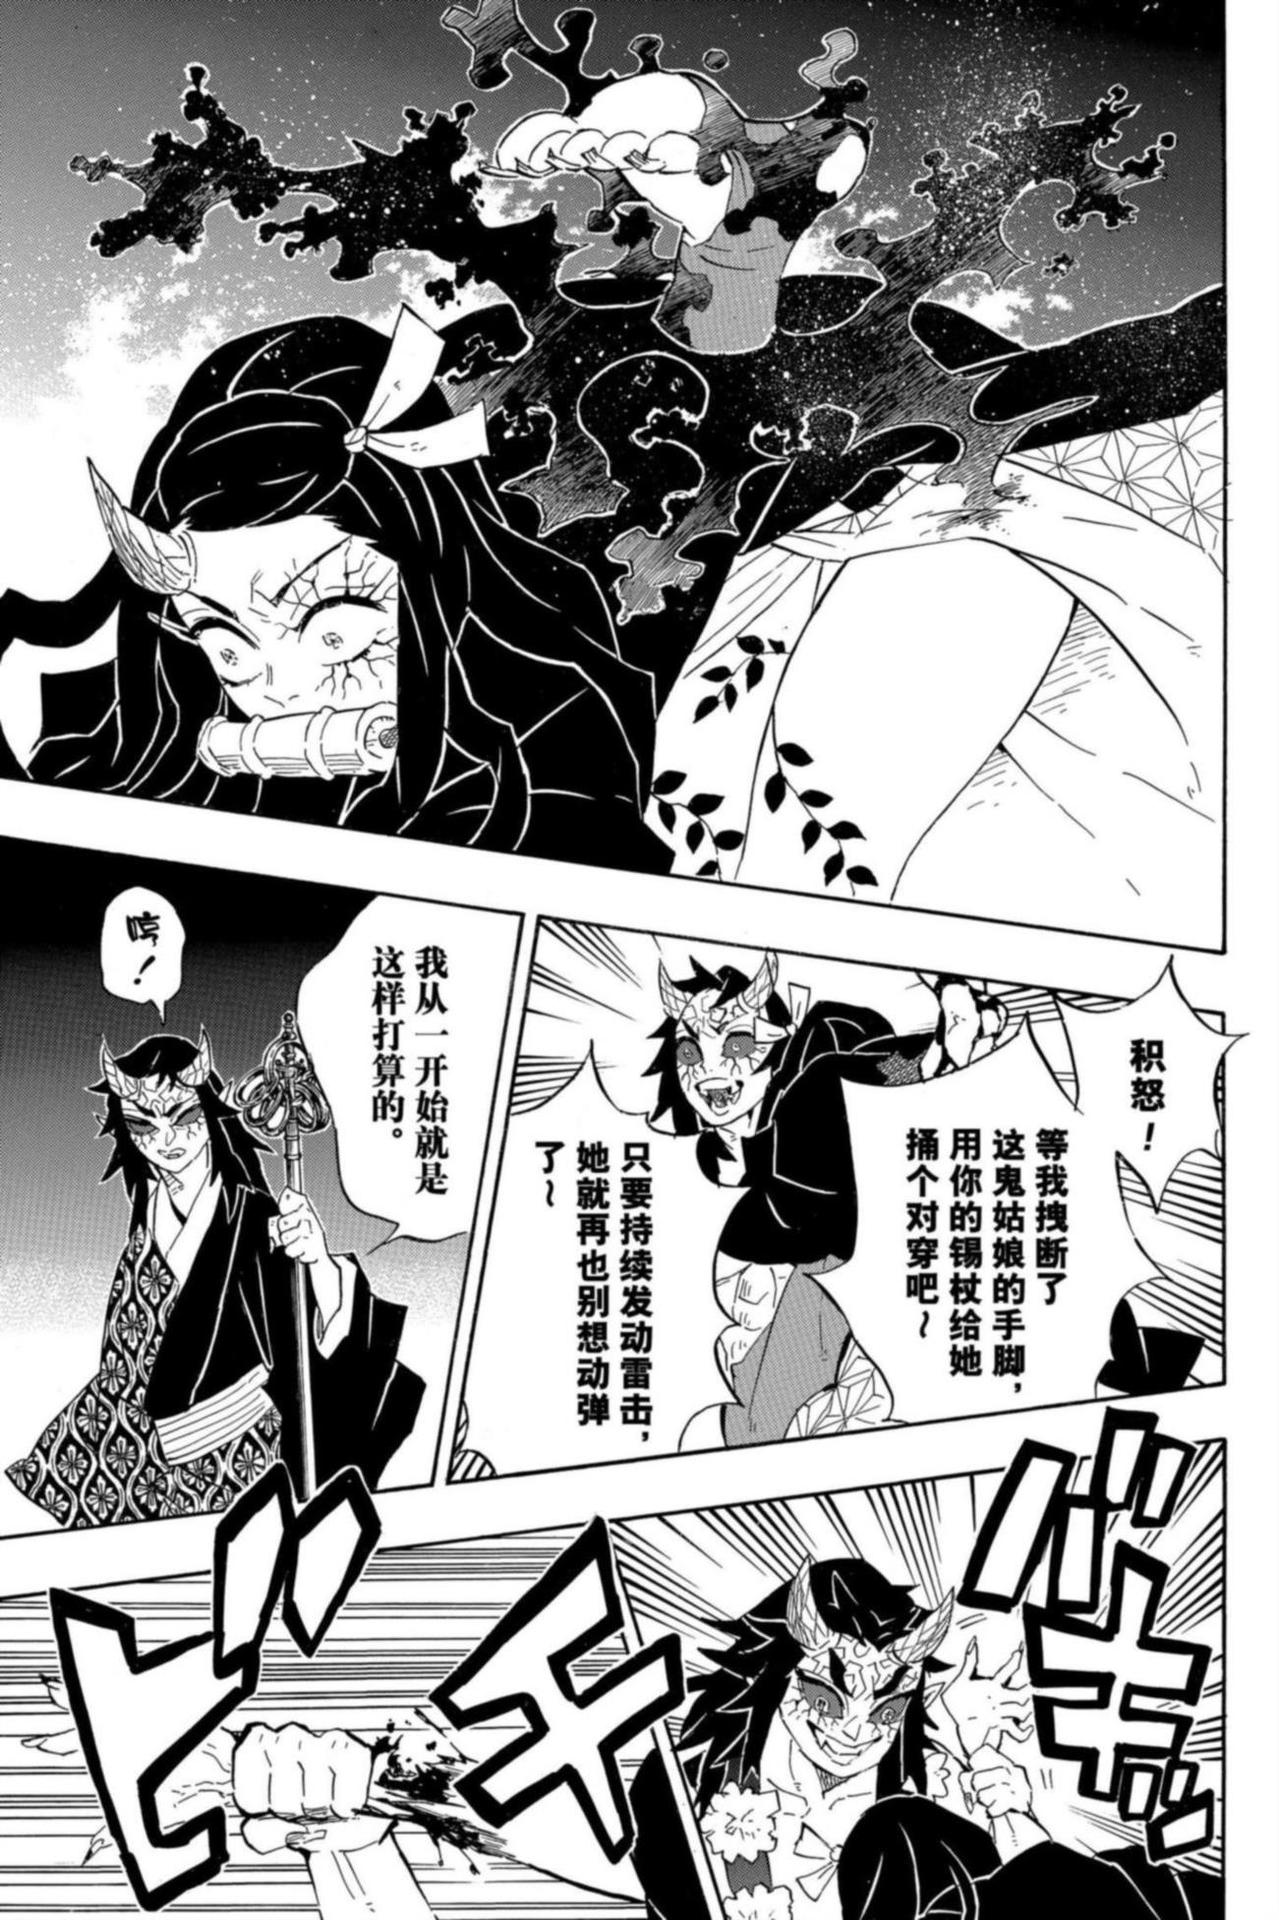 积怒！
等我拽断了
这鬼姑娘的手脚，
用你的锡杖给她
捅个对穿吧～
只要持续发动雷击，
她就再也别想动弹
了～
我从一开始就是
这样打算的。
哼！
バキ
ビチ